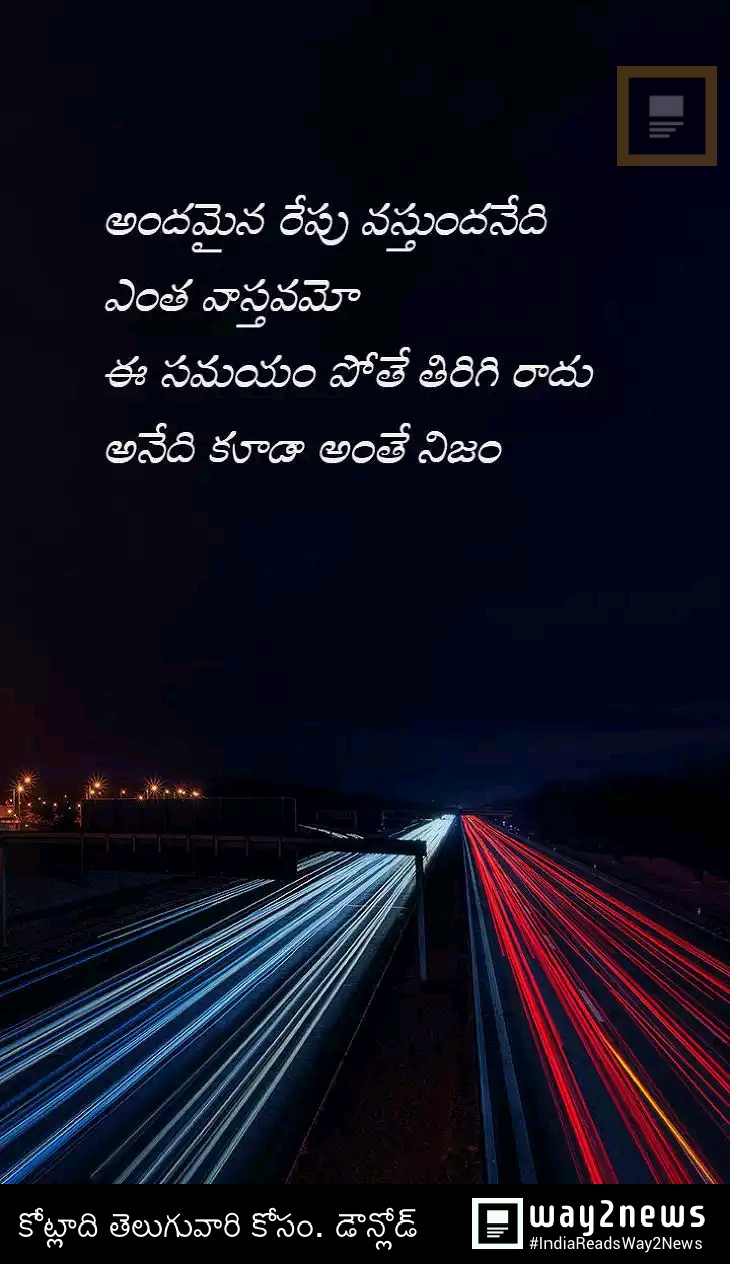 అందమైన రేపు వస్తుందనేది
ఎంత వాస్తవమో
ఈ సమయం పోతే తిరిగి రాదు
అనేది కూడా అంతే నిజం
కోట్లాది తెలుగువారి కోసం. డౌన్లోడ్
way2news
#IndiaReadsWay2News